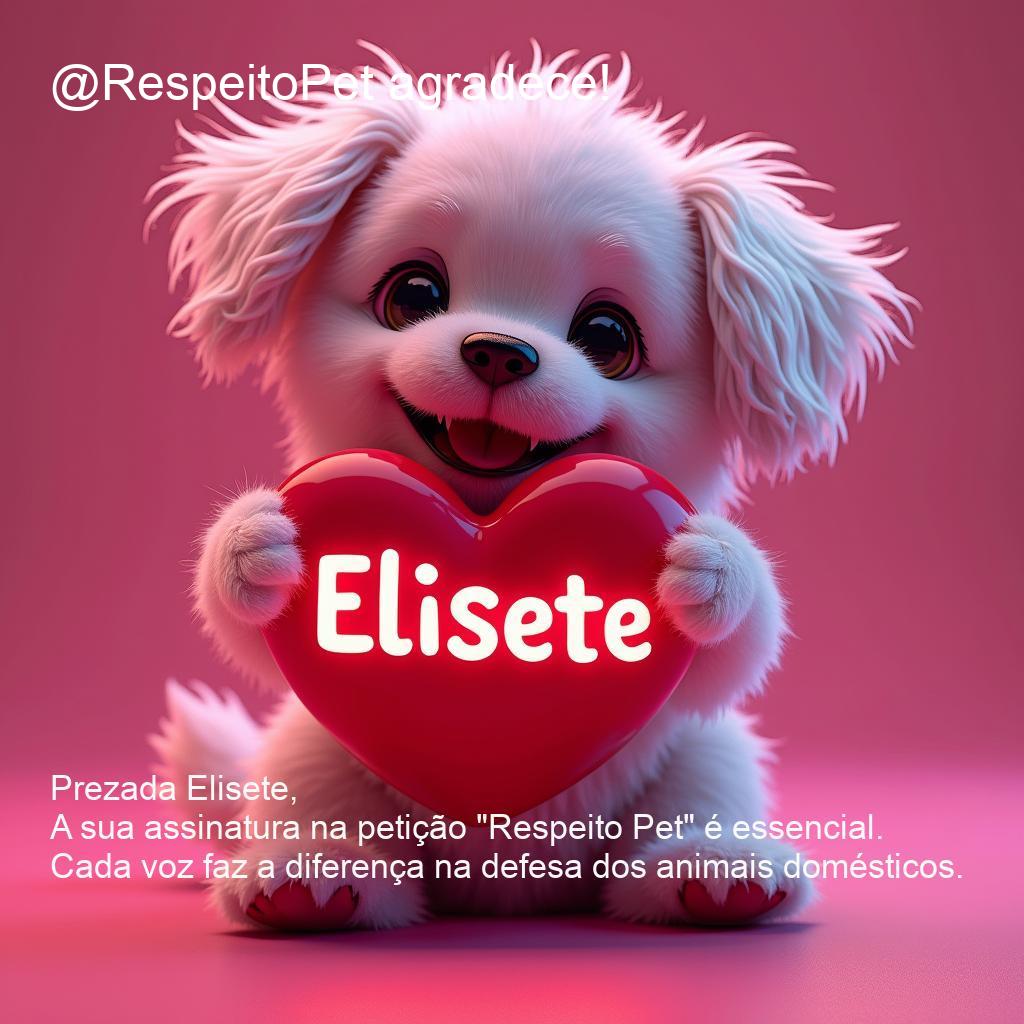 @RespeitoPet agradece!
Elisete
Prezada Elisete,
A sua assinatura na petição "Respeito Pet" é essencial.
Cada voz faz a diferença na defesa dos animais domésticos.